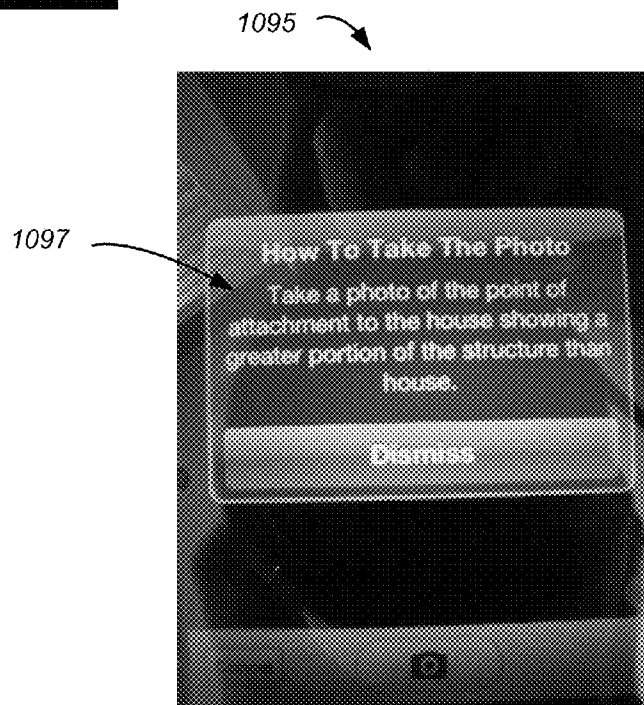 1095
1097
How To Take The Photo
Take a photo of the point of
attachment to the house showing a
greater portion of the structure than
house.
Dismiss